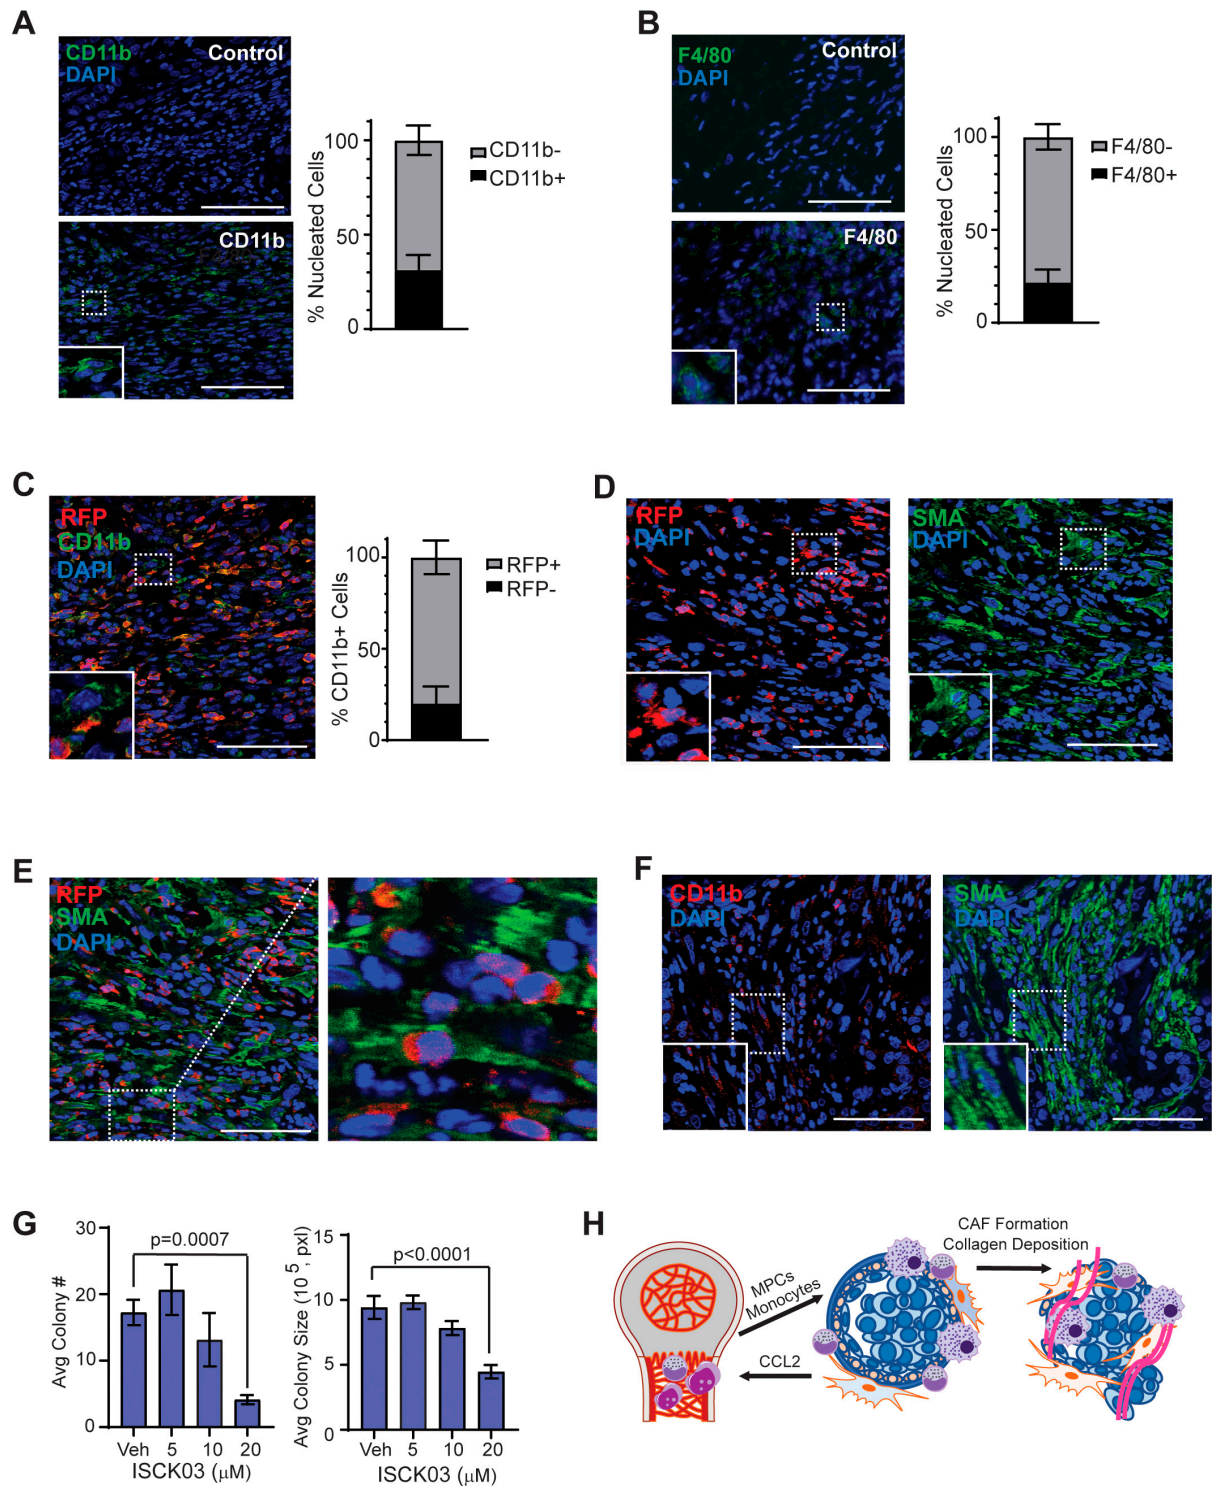 A
CD11b
DAPI
Control
CD11b
% Nucleated Cells
100
50
0
CD11b-
CD11b+
B
F4/80
DAPI
Control
F4/80
% Nucleated Cells
100
50
0
F4/80-
F4/80+
C
RFP
CD11b
DAPI
% CD11b+ Cells
100
50
0
RFP+
RFP-
D
RFP
DAPI
SMA
DAPI
E
RFP
SMA
DAPI
F
CD11b
DAPI
SMA
DAPI
G
Avg Colony #
30
20
10
0
p=0.0007
Veh 5 10 20
ISCK03 (μM)
Avg Colony Size (10^5, pxl)
15
10
5
0
p<0.0001
Veh 5 10 20
ISCK03 (μM)
H
MPCs
Monocytes
CCL2
CAF Formation
Collagen Deposition